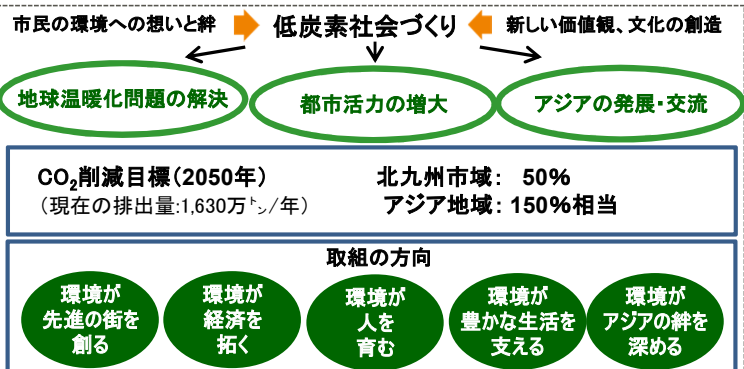 市民の環境への想いと絆 低炭素社会づくり 新しい価値観、文化の創造
地球温暖化問題の解決 都市活力の増大 アジアの発展・交流
CO₂削減目標(2050年) 北九州市域: 50%
(現在の排出量:1,630万㌧/年) アジア地域: 150%相当
取組の方向
環境が
先進の街を
創る
環境が
経済を
拓く
環境が
人を
育む
環境が
豊かな生活を
支える
環境が
アジアの絆を
深める